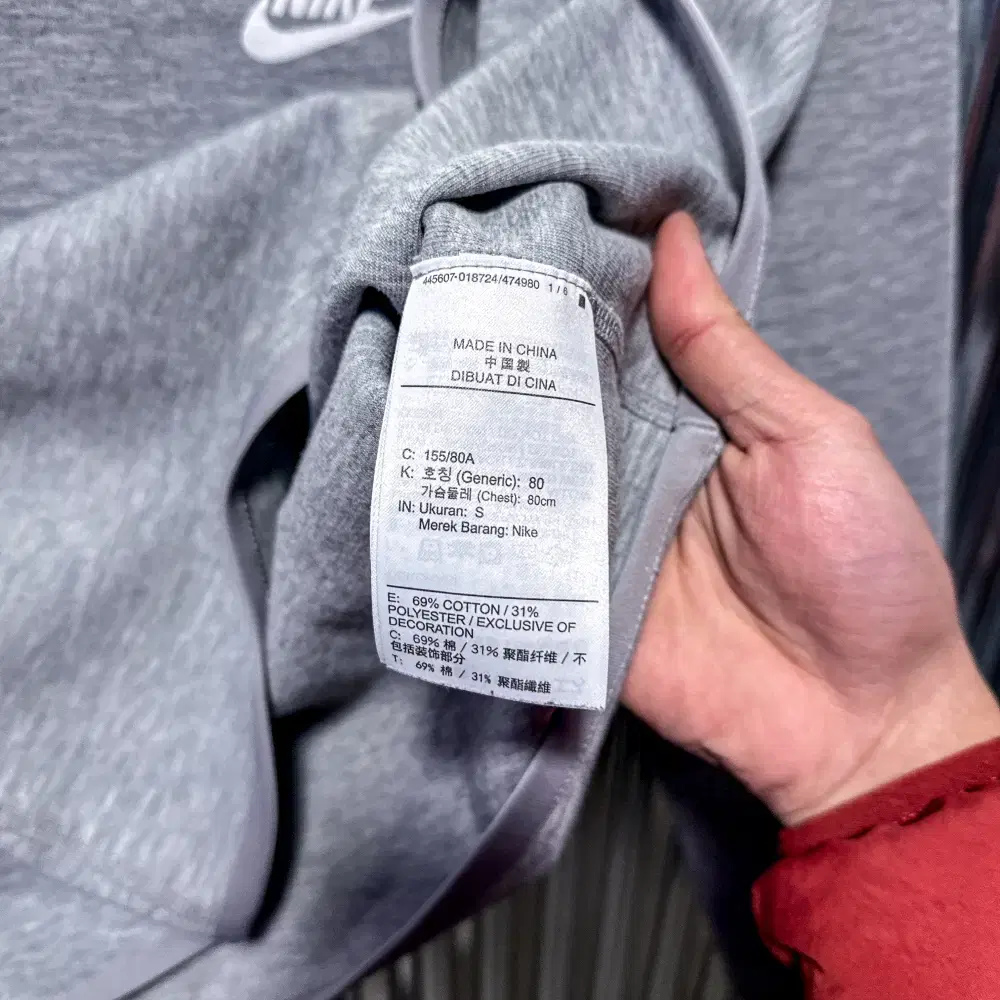 NIKE
445607-018724/474980 1 / 6
MADE IN CHINA
中国製
DIBUAT DI CINA
C: 155/80A
K: 호칭 (Generic): 80
가슴둘레 (Chest): 80cm
IN: Ukuran: S
Merek Barang: Nike
E: 69% COTTON / 31%
POLYESTER / EXCLUSIVE OF
DECORATION
C: 69% 棉 / 31% 聚酯纤维 / 不
包括装饰部分
T: 69% 棉 / 31% 聚酯纖維